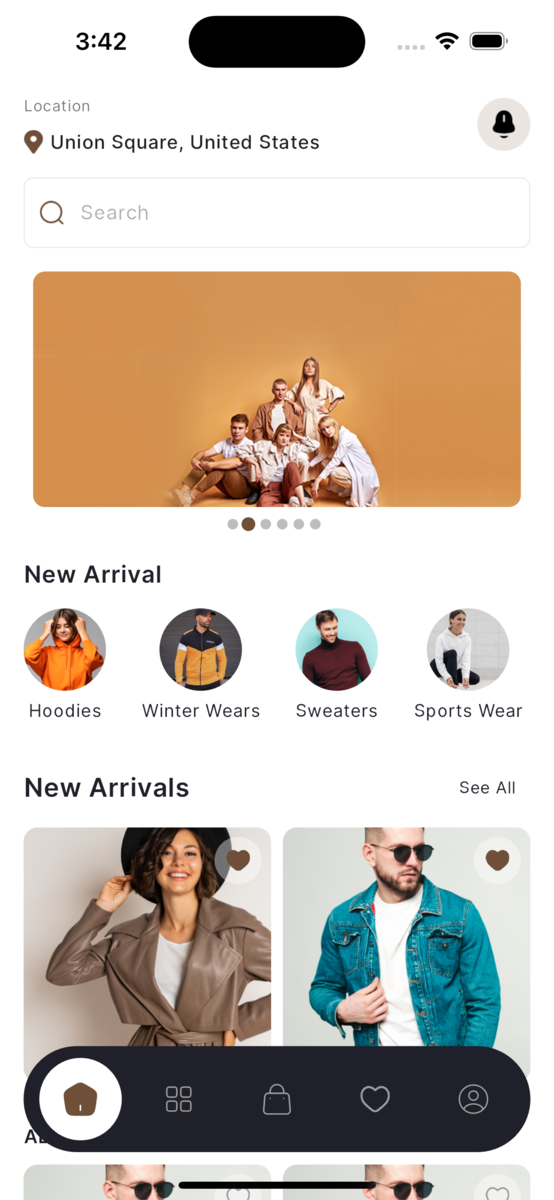 3:42
Location
Union Square, United States
Search
New Arrival
Hoodies
Winter Wears
Sweaters
Sports Wear
New Arrivals
See All